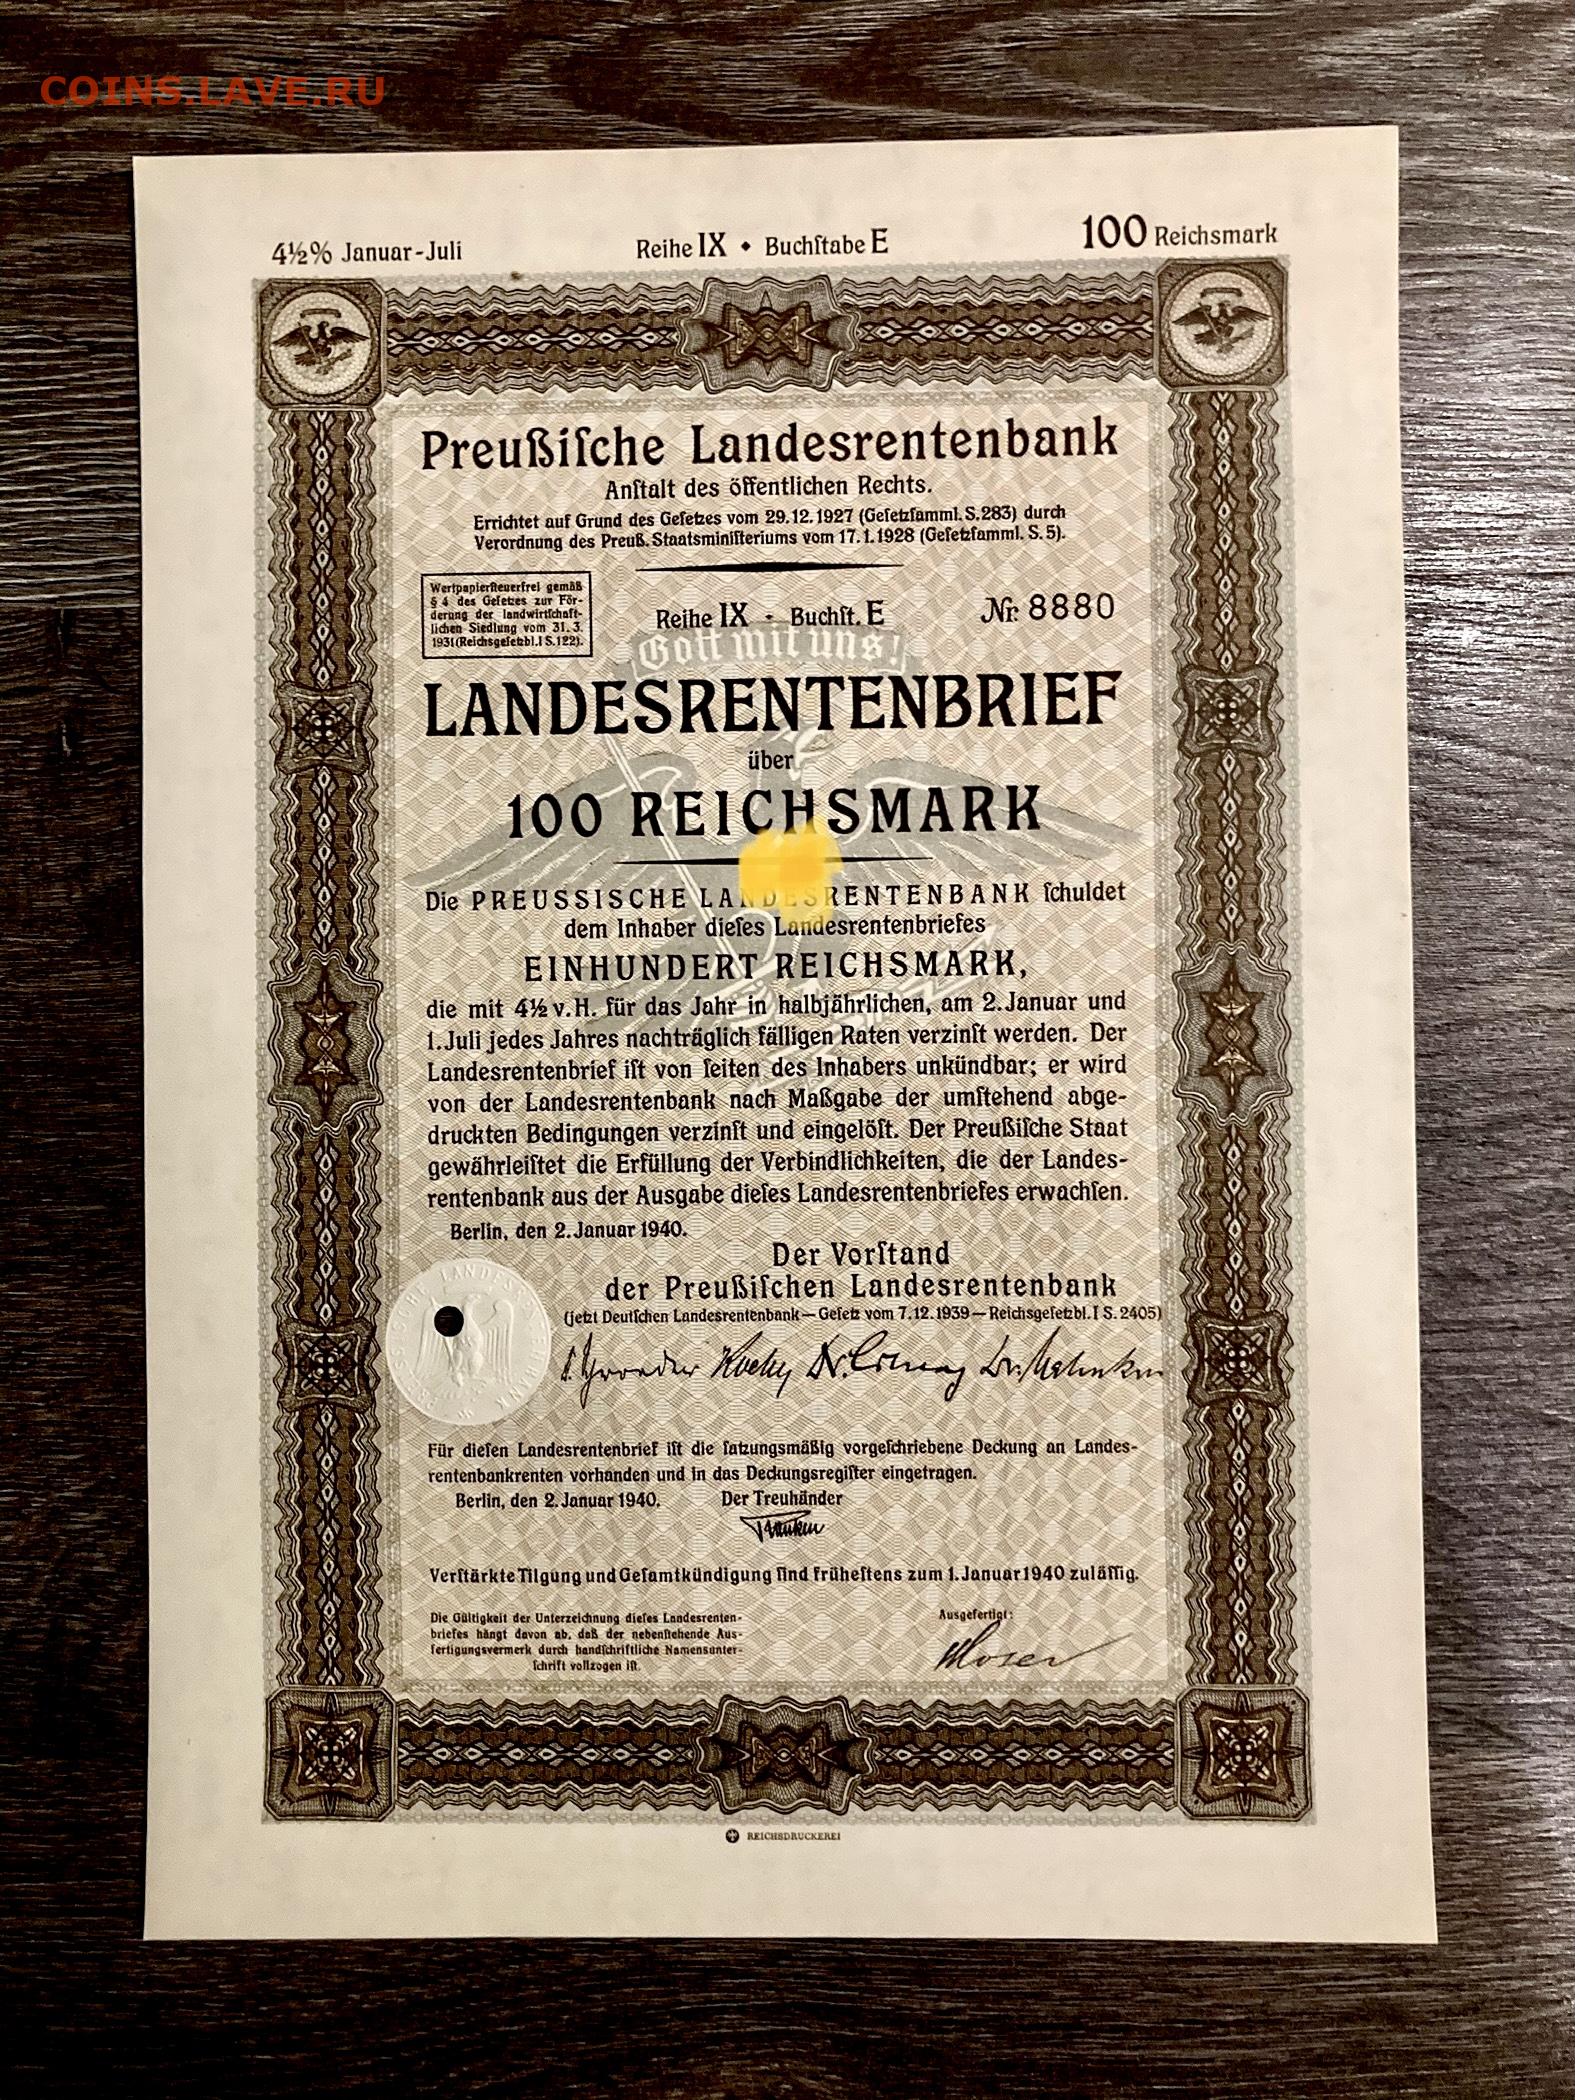 COINS.LAVE.RU
4½% Januar-Juli
Reihe IX • Buchſtabe E
100 Reichsmark
Preußiſche Landesrentenbank
Anſtalt des öffentlichen Rechts.
Errichtet auf Grund des Geſetzes vom 29.12.1927 (Geſetzſamml. S. 283) durch
Verordnung des Preuß. Staatsminiſteriums vom 17.1.1928 (Geſetzſamml. S. 5).
Wertpapierſteuerfrei gemäß
§ 4 des Geſetzes zur För-
derung der landwirtſchaft-
lichen Siedlung vom 31.3.
1931 (Reichsgeſetzbl. I S. 122).
Reihe IX - Buchſt. E
Nr. 8880
Gott mit uns!
LANDESRENTENBRIEF
über
100 REICHSMARK
Die PREUSSISCHE LANDESRENTENBANK ſchuldet
dem Inhaber dieſes Landesrentenbriefes
EINHUNDERT REICHSMARK,
die mit 4½ v. H. für das Jahr in halbjährlichen, am 2. Januar und
1. Juli jedes Jahres nachträglich fälligen Raten verzinſt werden. Der
Landesrentenbrief iſt von ſeiten des Inhabers unkündbar; er wird
von der Landesrentenbank nach Maßgabe der umſtehend abge-
druckten Bedingungen verzinſt und eingelöſt. Der Preußiſche Staat
gewährleiſtet die Erfüllung der Verbindlichkeiten, die der Landes-
rentenbank aus der Ausgabe dieſes Landesrentenbriefes erwachſen.
Berlin, den 2. Januar 1940.
Der Vorſtand
der Preußiſchen Landesrentenbank
(jetzt Deutſchen Landesrentenbank — Geſetz vom 7.12.1939 — Reichsgeſetzbl. I S. 2405)
Für dieſen Landesrentenbrief iſt die ſatzungsmäßig vorgeſchriebene Deckung an Landes-
rentenbankrenten vorhanden und in das Deckungsregiſter eingetragen.
Berlin, den 2. Januar 1940.
Der Treuhänder
Verſtärkte Tilgung und Geſamtkündigung ſind früheſtens zum 1. Januar 1940 zuläſſig.
Die Gültigkeit der Unterzeichnung dieſes Landesrenten-
briefes hängt davon ab, daß der nebenſtehende Aus-
fertigungsvermerk durch handſchriftliche Namensunter-
ſchrift vollzogen iſt.
Ausgefertigt:
Moser
REICHSDRUCKEREI